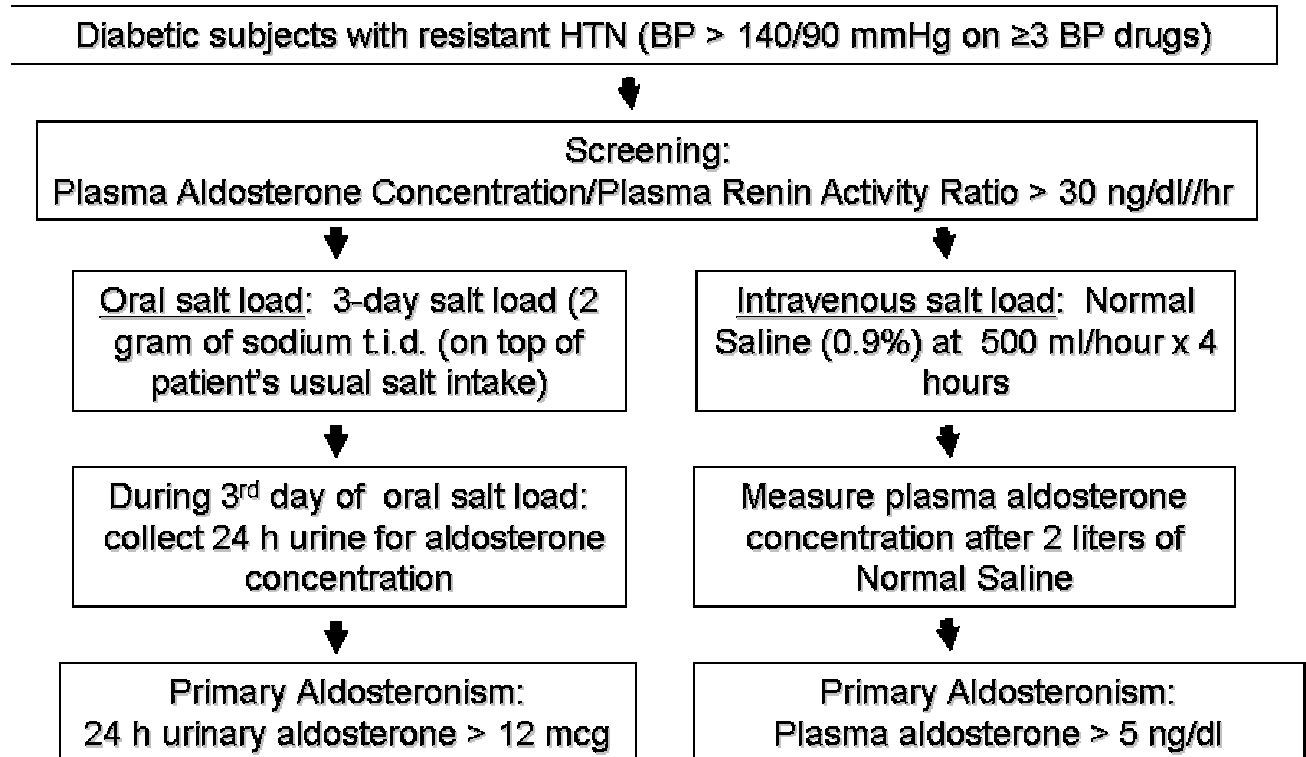 Diabetic subjects with resistant HTN (BP > 140/90 mmHg on ≥3 BP drugs)
Screening:
Plasma Aldosterone Concentration/Plasma Renin Activity Ratio > 30 ng/dl//hr
Oral salt load: 3-day salt load (2
gram of sodium t.i.d. (on top of
patient's usual salt intake)
Intravenous salt load: Normal
Saline (0.9%) at 500 ml/hour x 4
hours
During 3rd day of oral salt load:
collect 24 h urine for aldosterone
concentration
Measure plasma aldosterone
concentration after 2 liters of
Normal Saline
Primary Aldosteronism:
24 h urinary aldosterone > 12 mcg
Primary Aldosteronism:
Plasma aldosterone > 5 ng/dl